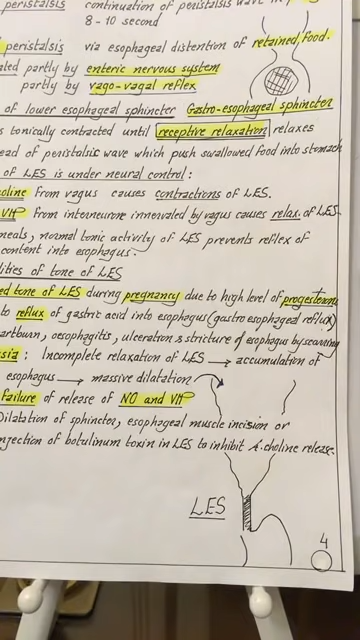 peristalsis continuation of peristalsis wave in
8 - 10 second
peristalsis via esophageal distention of retained food.
ated partly by enteric nervous system
partly by vago-vagal reflex
of lower esophageal sphincter Gastro-esophageal sphincter
s tonically contracted until receptive relaxation relaxes
ead of peristalsis wave which push swallowed food into stomach
of LES is under neural control:
choline from vagus causes contractions of LES.
VIP from interneurone innervated by vagus causes relax. of LES.
meals, normal tonic activity of LES prevents reflex of
content into esophagus.
lities of tone of LES
ed tone of LES during pregnancy due to high level of progesterone
to reflux of gastric acid into esophagus (gastro esophageal reflux)
artburn, oesophagitis, ulceration & stricture of esophagus by scarring
sia: Incomplete relaxation of LES → accumulation of
esophagus → massive dilatation
failure of release of NO and VIP
Dilatation of sphincter, esophageal muscle incision or
njection of botulinum toxin in LES to inhibit A.choline release.
LES
4